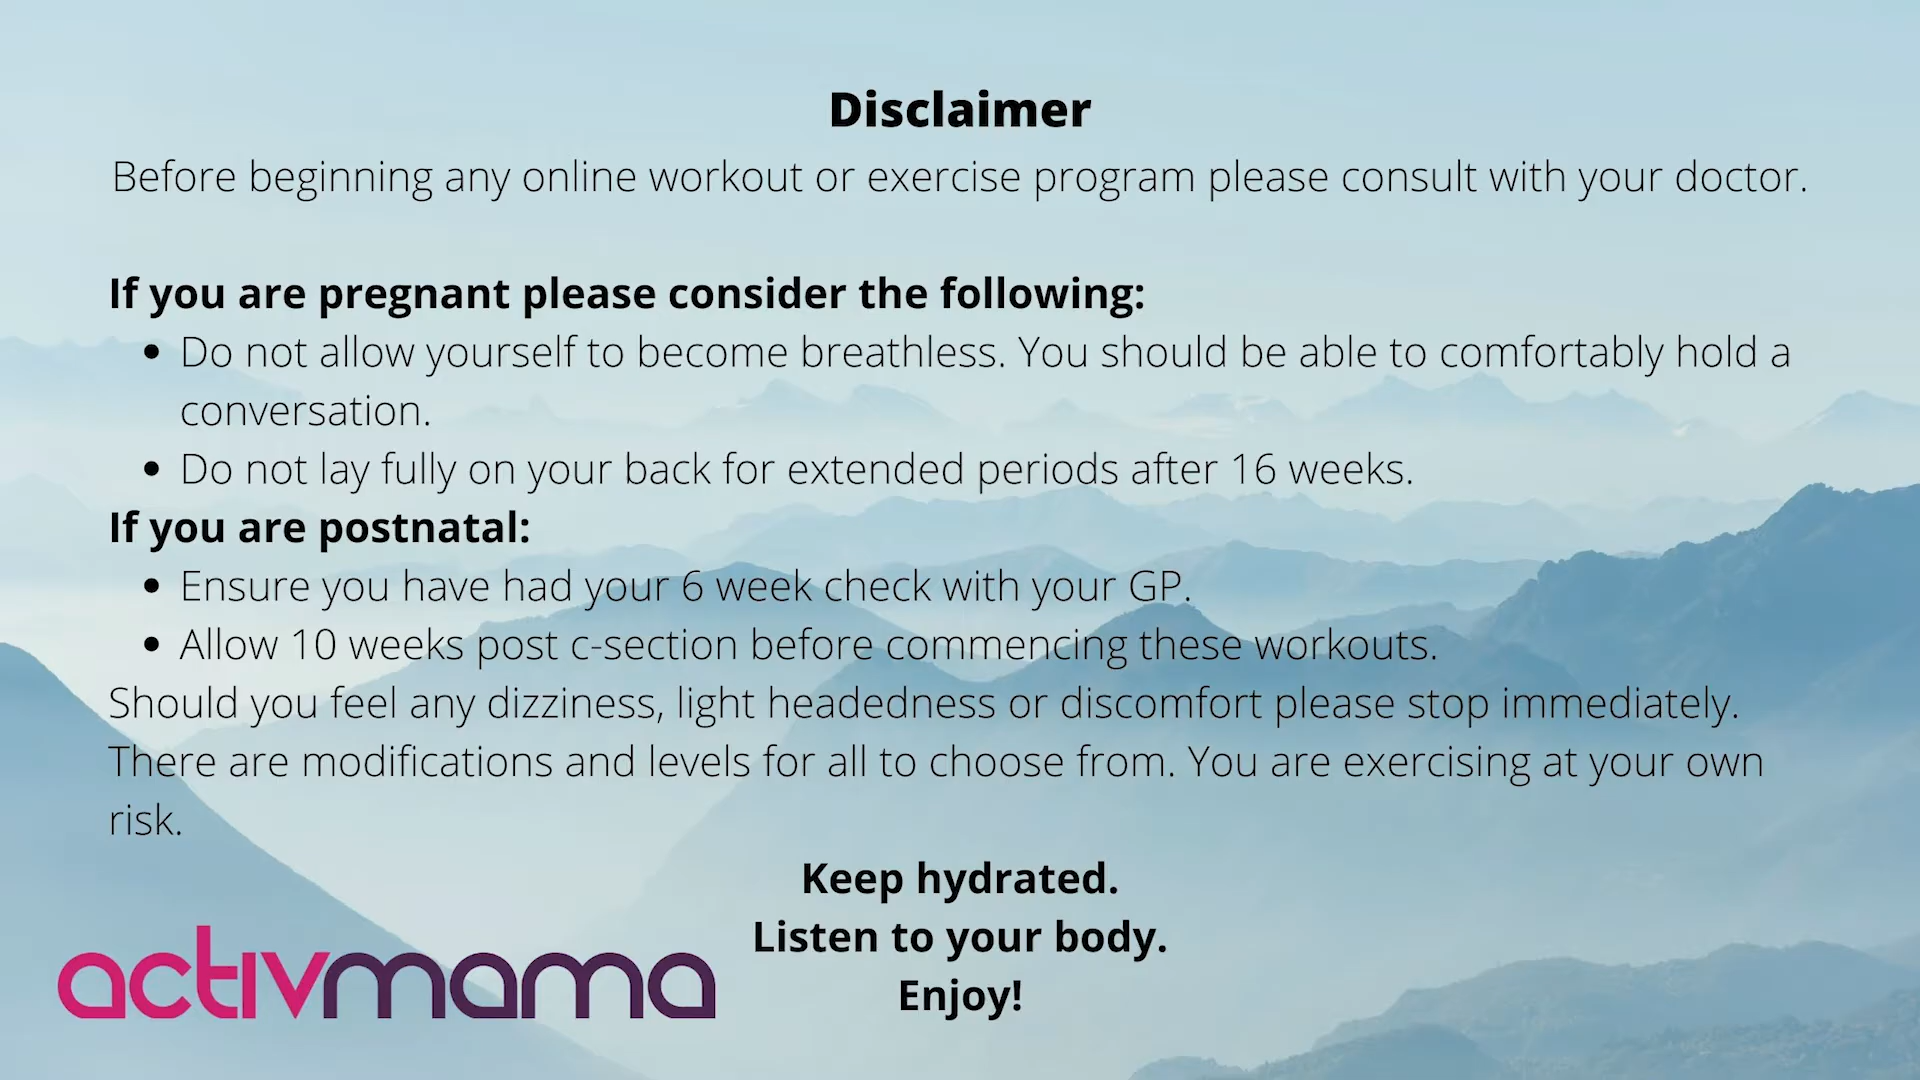 Disclaimer
Before beginning any online workout or exercise program please consult with your doctor.
If you are pregnant please consider the following:
• Do not allow yourself to become breathless. You should be able to comfortably hold a
conversation.
• Do not lay fully on your back for extended periods after 16 weeks.
If you are postnatal:
• Ensure you have had your 6 week check with your GP.
• Allow 10 weeks post c-section before commencing these workouts.
Should you feel any dizziness, light headedness or discomfort please stop immediately.
There are modifications and levels for all to choose from. You are exercising at your own
risk.
Keep hydrated.
Listen to your body.
Enjoy!
activmama